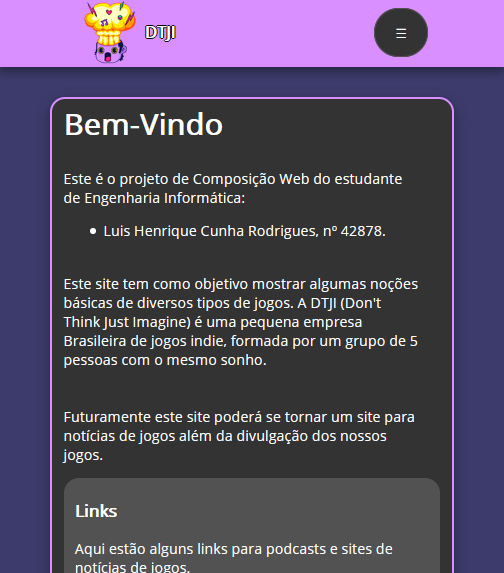 DTJI
☰
Bem-Vindo
Este é o projeto de Composição Web do estudante
de Engenharia Informática:
Luis Henrique Cunha Rodrigues, nº 42878.
Este site tem como objetivo mostrar algumas noções
básicas de diversos tipos de jogos. A DTJI (Don't
Think Just Imagine) é uma pequena empresa
Brasileira de jogos indie, formada por um grupo de 5
pessoas com o mesmo sonho.
Futuramente este site poderá se tornar um site para
notícias de jogos além da divulgação dos nossos
jogos.
Links
Aqui estão alguns links para podcasts e sites de
notícias de jogos.